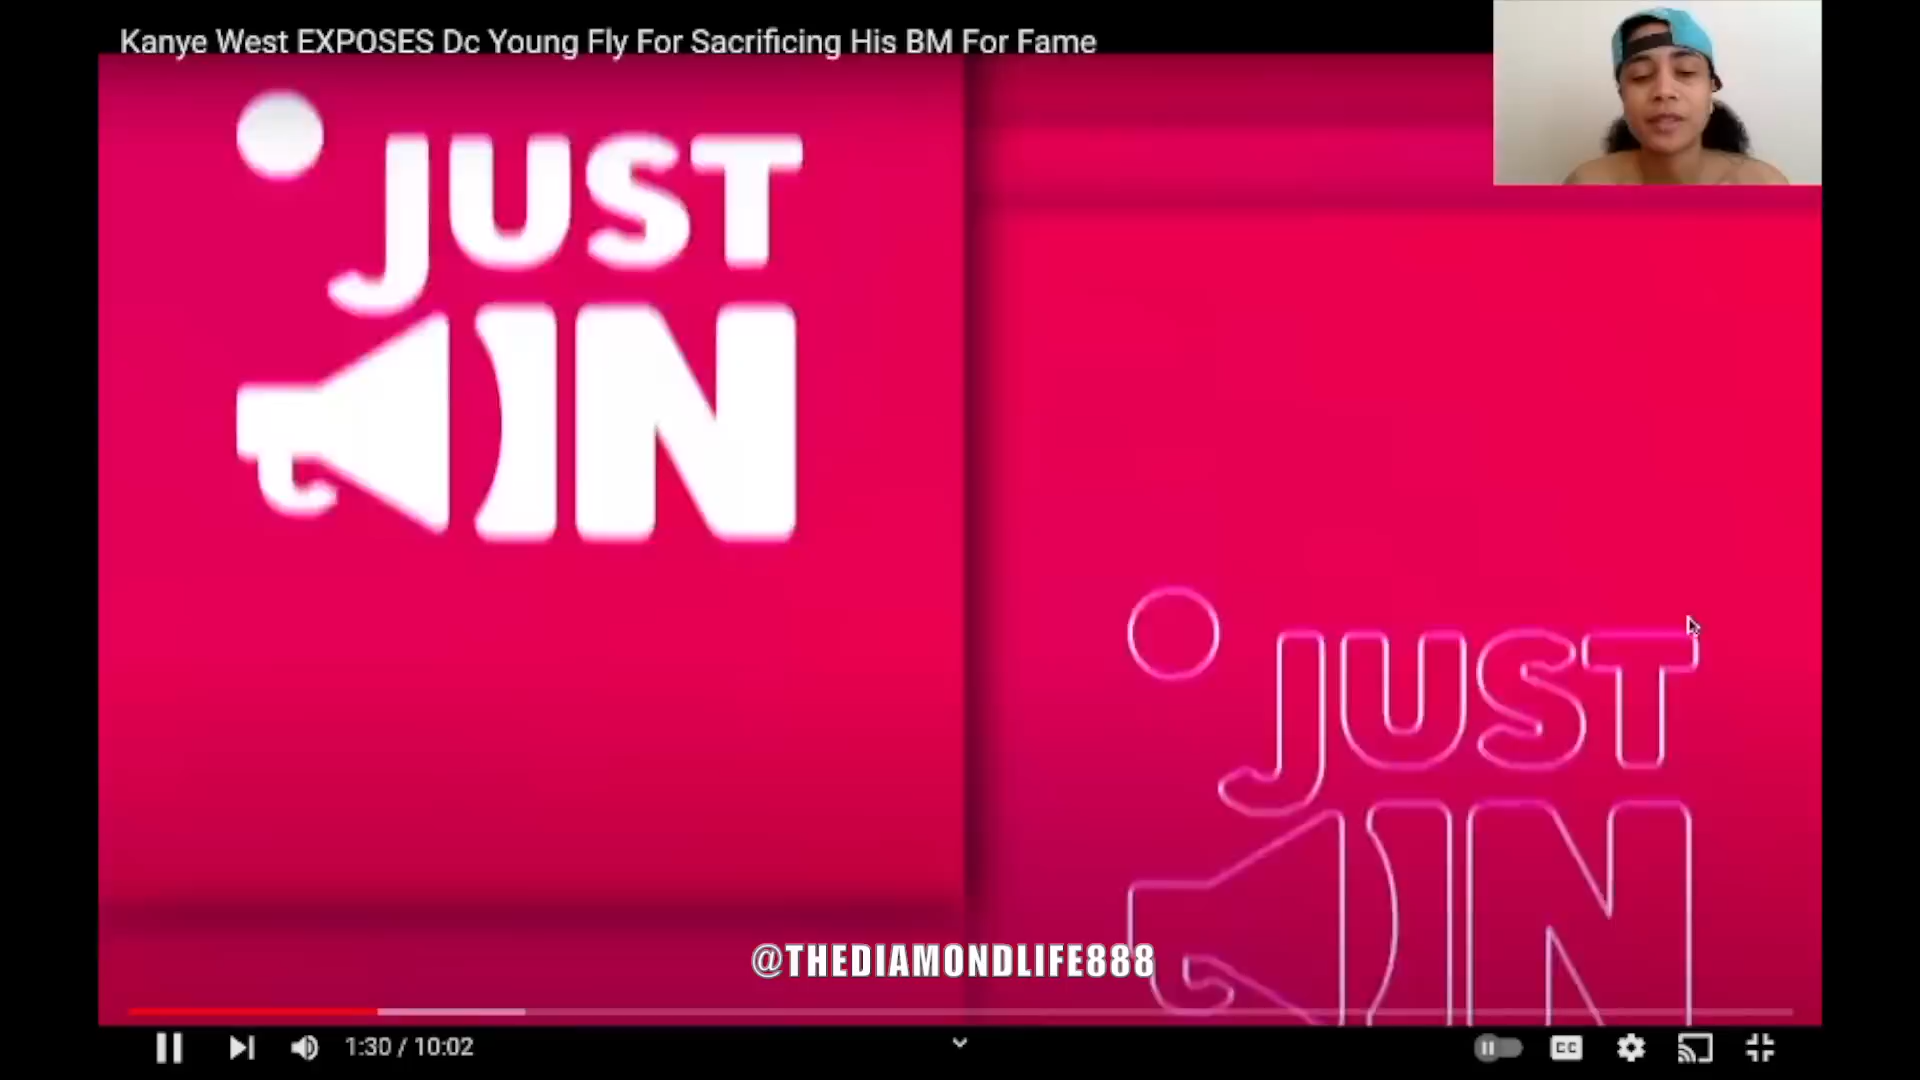 Kanye West EXPOSES Dc Young Fly For Sacrificing His BM For Fame
JUST
IN
JUST
IN
@THEDIAMONDLIFE888
1:30 / 10:02
CC